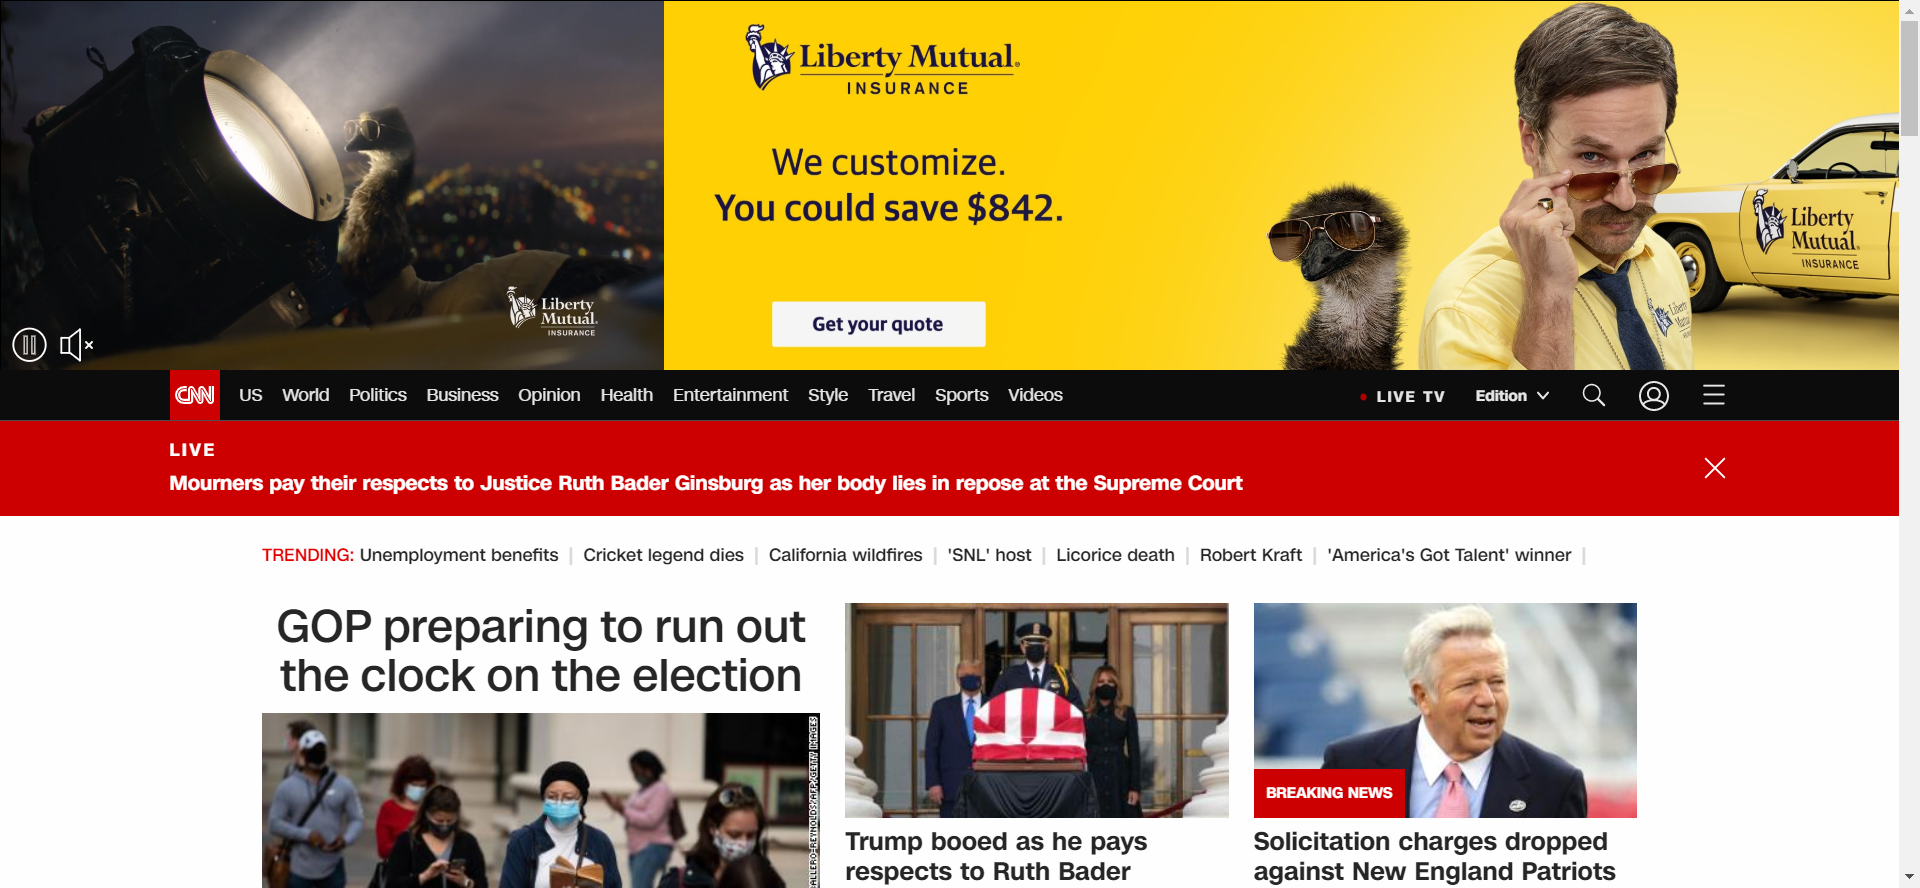 Liberty Mutual.
INSURANCE
We customize.
You could save $842.
Get your quote
Liberty
Mutual.
INSURANCE
Liberty
Mutual.
INSURANCE
CNN US World Politics Business Opinion Health Entertainment Style Travel Sports Videos LIVE TV Edition
LIVE
Mourners pay their respects to Justice Ruth Bader Ginsburg as her body lies in repose at the Supreme Court
TRENDING: Unemployment benefits | Cricket legend dies | California wildfires | 'SNL' host | Licorice death | Robert Kraft | 'America's Got Talent' winner |
GOP preparing to run out
the clock on the election
BREAKING NEWS
Trump booed as he pays
respects to Ruth Bader
Solicitation charges dropped
against New England Patriots